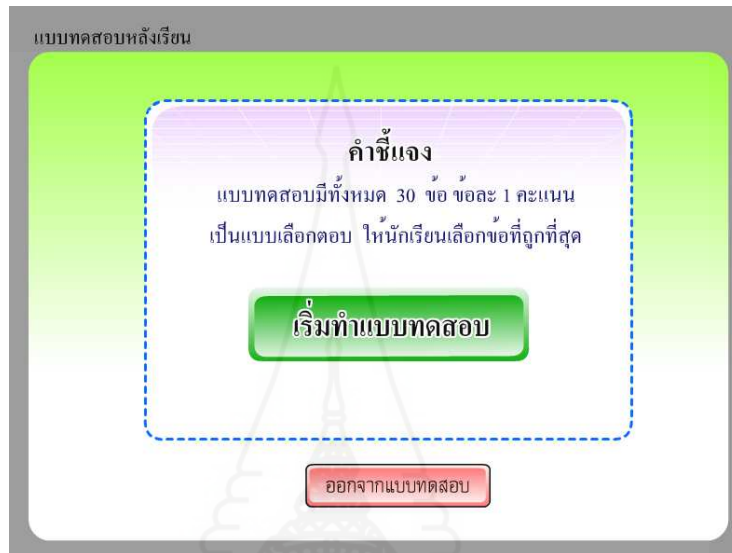 แบบทดสอบหลังเรียน
คำชี้แจง
แบบทดสอบมีทั้งหมด 30 ข้อ ข้อละ 1 คะแนน
เป็นแบบเลือกตอบ ให้นักเรียนเลือกข้อที่ถูกที่สุด
เริ่มทำแบบทดสอบ
ออกจากแบบทดสอบ